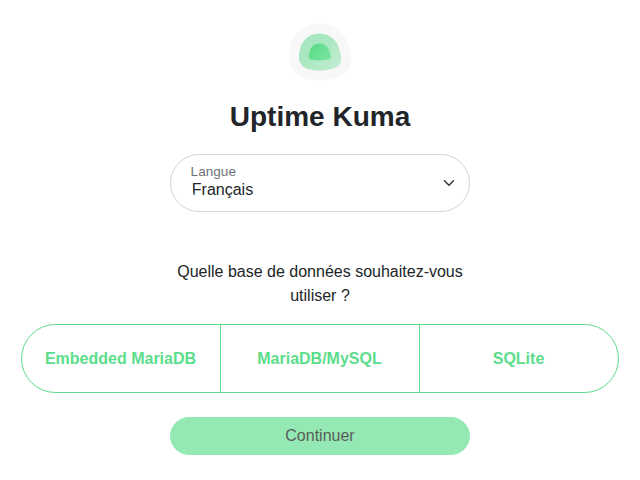 Uptime Kuma
Langue
Français
Quelle base de données souhaitez-vous
utiliser ?
Embedded MariaDB
MariaDB/MySQL
SQLite
Continuer